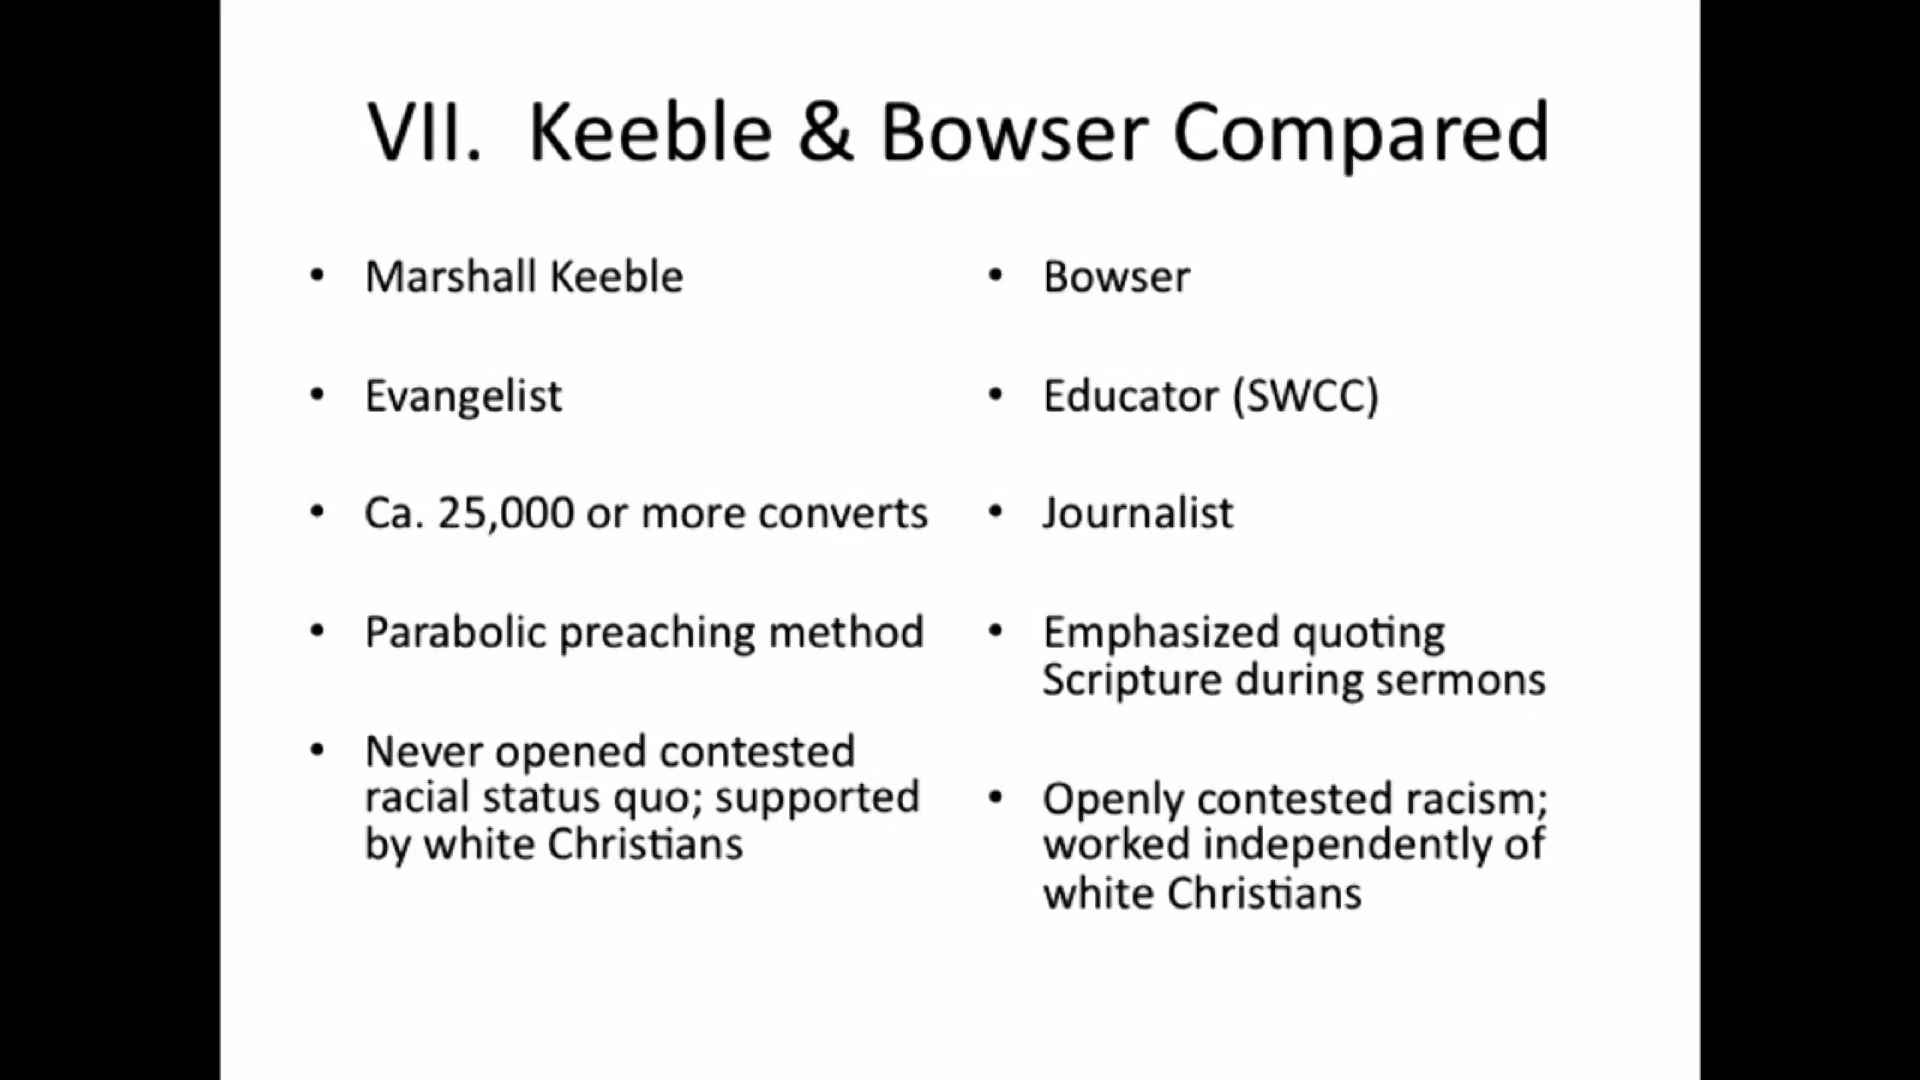 VII. Keeble & Bowser Compared
• Marshall Keeble
• Evangelist
• Ca. 25,000 or more converts
• Parabolic preaching method
• Never opened contested
racial status quo; supported
by white Christians
• Bowser
• Educator (SWCC)
• Journalist
• Emphasized quoting
Scripture during sermons
• Openly contested racism;
worked independently of
white Christians